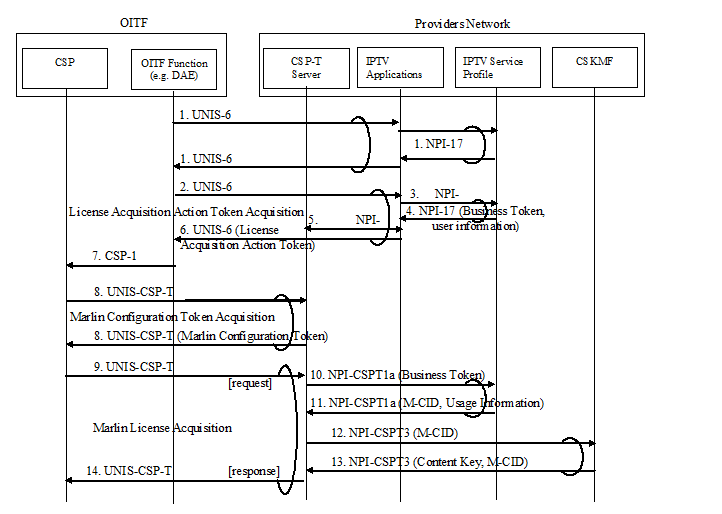 OITF
Providers Network
CSP
OITF Function
(e.g. DAE)
CSP-T
Server
IPTV
Applications
IPTV Service
Profile
CSKMF
1. UNIS-6
1. NPI-17
1. UNIS-6
2. UNIS-6
3. NPI-
License Acquisition Action Token Acquisition
4. NPI-17 (Business Token,
user information)
5. NPI-
6. UNIS-6 (License
Acquisition Action Token)
7. CSP-1
8. UNIS-CSP-T
Marlin Configuration Token Acquisition
8. UNIS-CSP-T (Marlin Configuration Token)
9. UNIS-CSP-T
[request]
10. NPI-CSPT1a (Business Token)
11. NPI-CSPT1a (M-CID, Usage Information)
Marlin License Acquisition
12. NPI-CSPT3 (M-CID)
13. NPI-CSPT3 (Content Key, M-CID)
14. UNIS-CSP-T
[response]